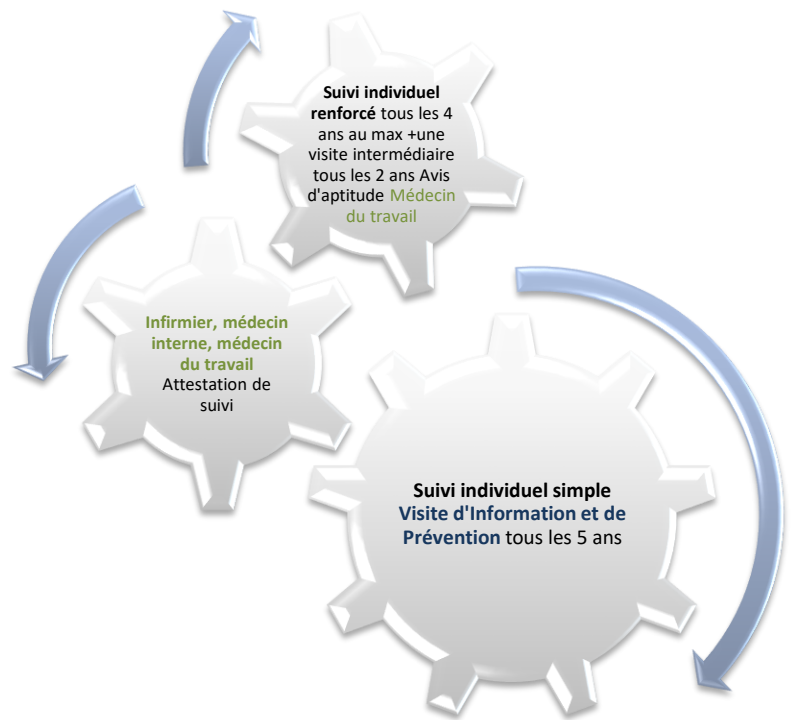 Suivi individuel
renforcé tous les 4
ans au max +une
visite intermédiaire
tous les 2 ans Avis
d'aptitude Médecin
du travail
Infirmier, médecin
interne, médecin
du travail
Attestation de
suivi
Suivi individuel simple
Visite d'Information et de
Prévention tous les 5 ans